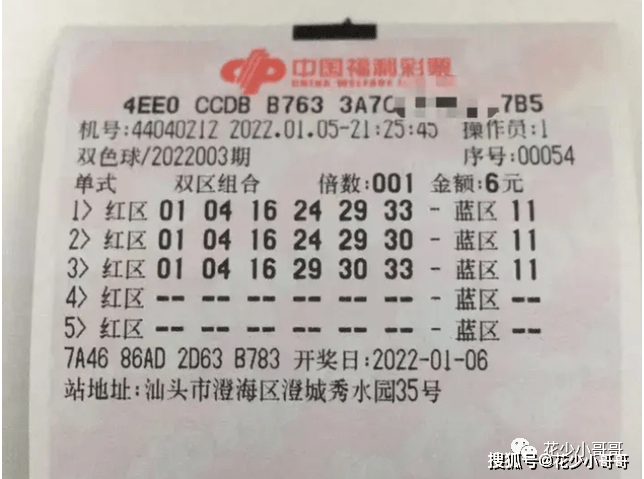 中国福利彩票
CHINA WELFARE
4EE0 CCDB B763 3A7C 7B5
机号:44040212 2022.01.05-21:25:45 操作员:1
双色球/2022003期 序号:00054
单式 双区组合 倍数:001 金额:6元
1> 红区 01 04 16 24 29 33 - 蓝区 11
2> 红区 01 04 16 24 29 30 - 蓝区 11
3> 红区 01 04 16 29 30 33 - 蓝区 11
4> 红区 -- -- -- -- -- -- - 蓝区 --
5> 红区 -- -- -- -- -- -- - 蓝区 --
7A46 86AD 2D63 B783 开奖日:2022-01-06
站地址:汕头市澄海区澄城秀水园35号
花少小哥哥
搜狐号@花少小哥哥